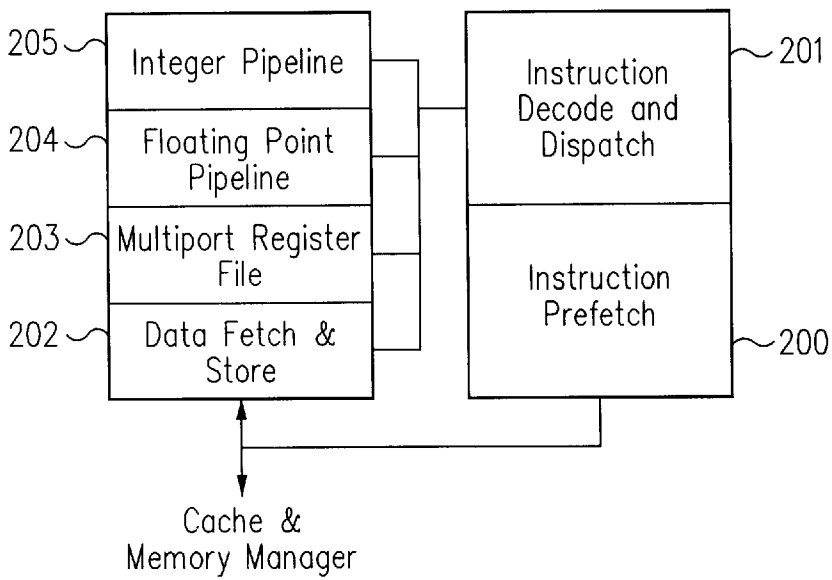 205
Integer Pipeline
204
Floating Point
Pipeline
203
Multiport Register
File
202
Data Fetch &
Store
Instruction
Decode and
Dispatch
201
Instruction
Prefetch
200
Cache &
Memory Manager